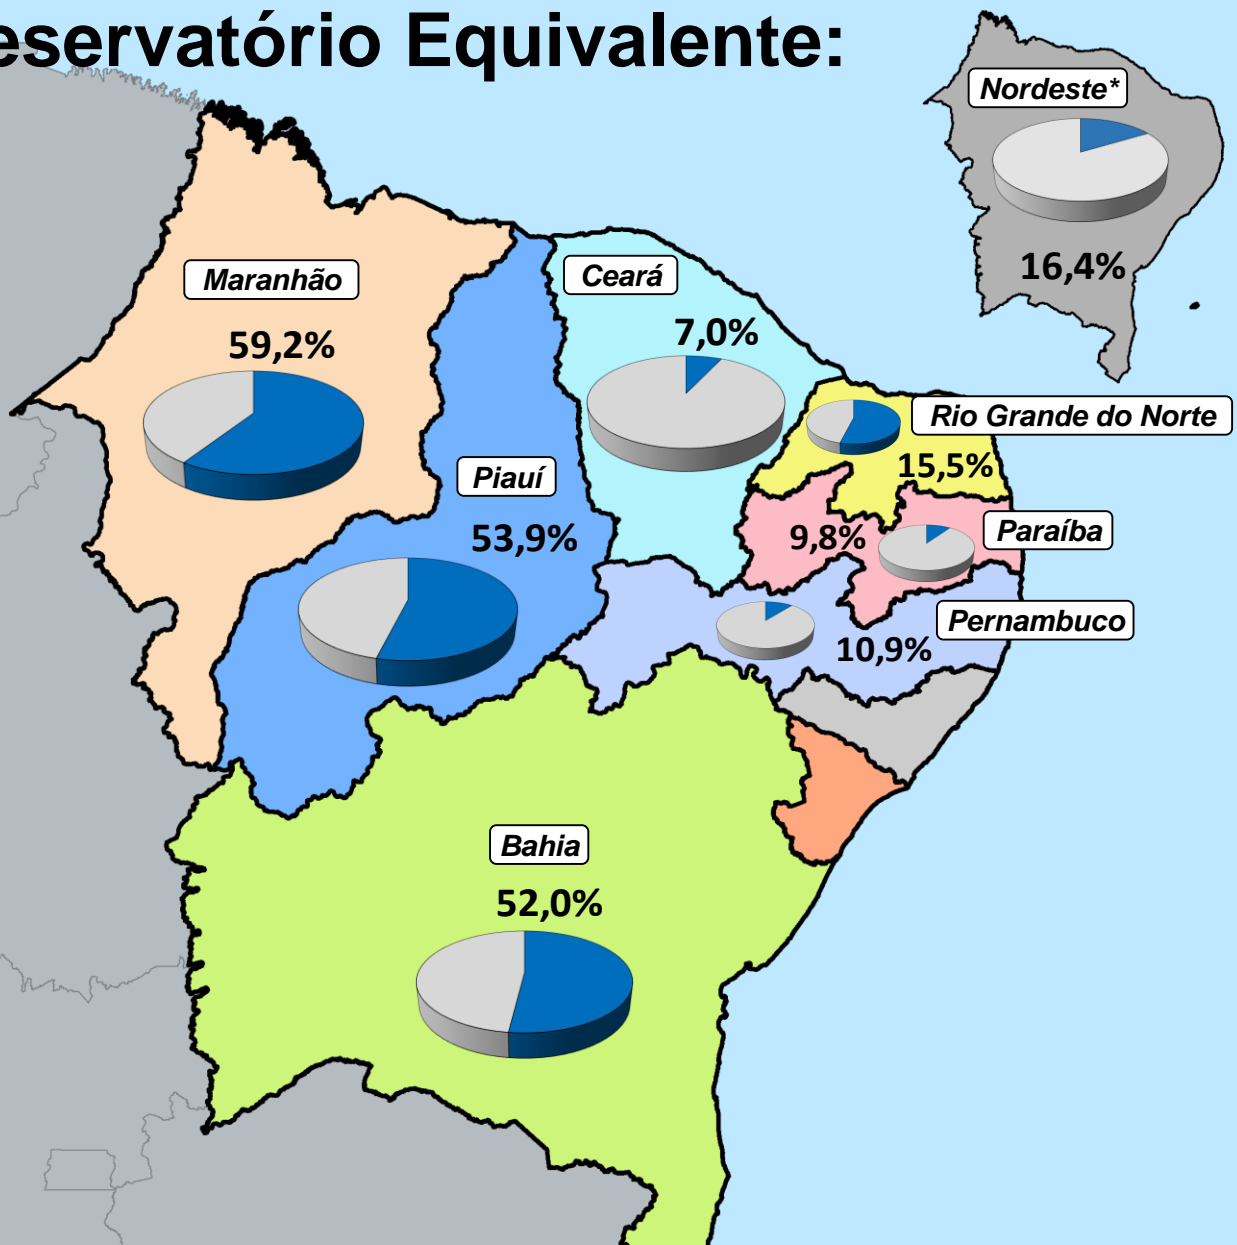 eservatório Equivalente:
Nordeste*
16,4%
Maranhão
59,2%
Ceará
7,0%
Rio Grande do Norte
15,5%
Piauí
53,9%
Paraíba
9,8%
Pernambuco
10,9%
Bahia
52,0%